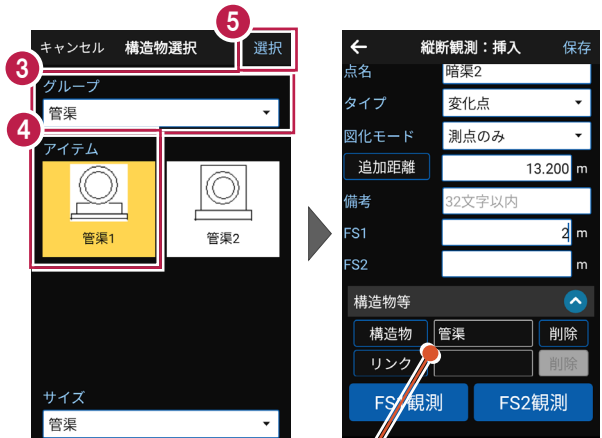 5
キャンセル 構造物選択 選択
3
グループ
管渠
4
アイテム
管渠1 管渠2
サイズ
管渠
縦断観測：挿入 保存
点名 暗渠2
タイプ 変化点
図化モード 測点のみ
追加距離 13.200 m
備考 32文字以内
FS1 2 m
FS2 m
構造物等
構造物 管渠 削除
リンク 削除
FS1観測 FS2観測